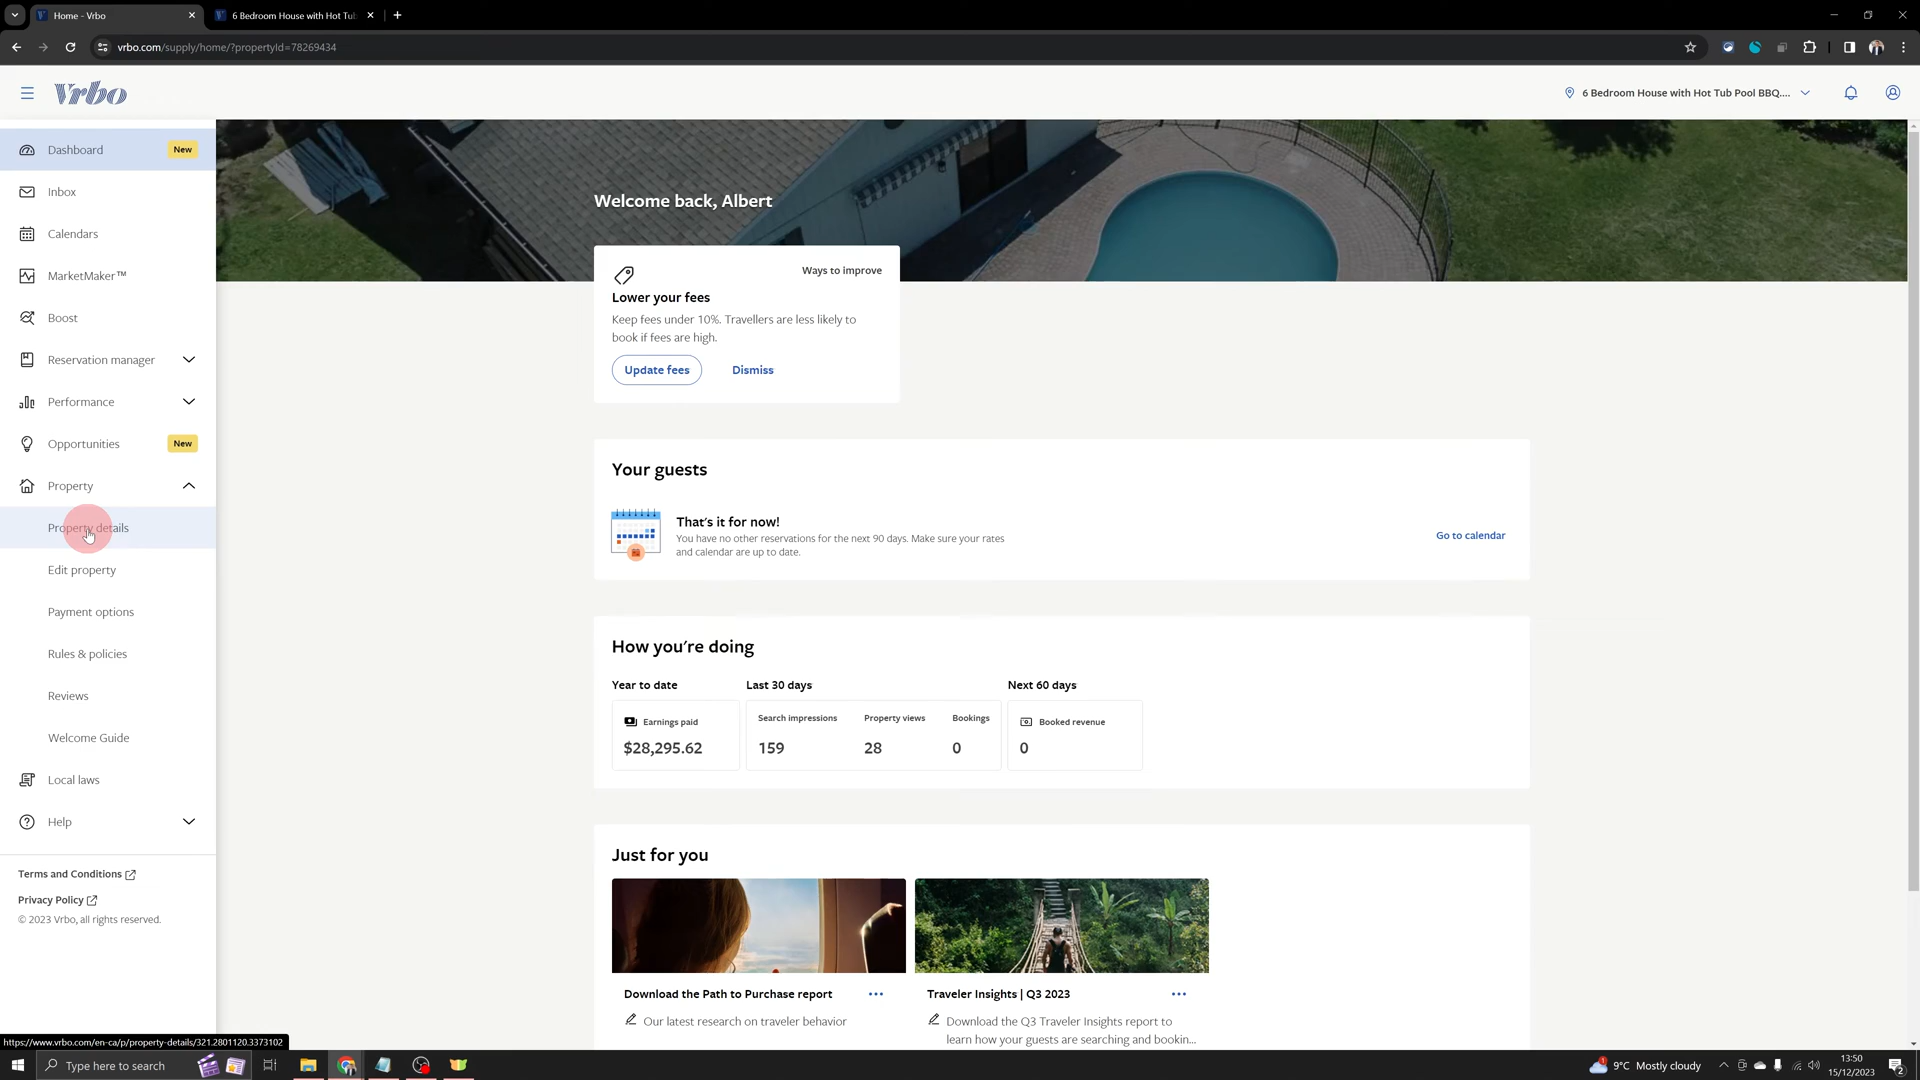 Home - Vrbo
6 Bedroom House with Hot Tub
vrbo.com/supply/home/?propertyId=78269434
Vrbo
6 Bedroom House with Hot Tub Pool BBQ....
Dashboard
New
Inbox
Calendars
MarketMaker™
Boost
Reservation manager
Performance
Opportunities
New
Property
Property details
Edit property
Payment options
Rules & policies
Reviews
Welcome Guide
Local laws
Help
Terms and Conditions
Privacy Policy
© 2023 Vrbo, all rights reserved.
Welcome back, Albert
Ways to improve
Lower your fees
Keep fees under 10%. Travellers are less likely to
book if fees are high.
Update fees
Dismiss
Your guests
That's it for now!
You have no other reservations for the next 90 days. Make sure your rates
and calendar are up to date.
Go to calendar
How you're doing
Year to date
Last 30 days
Next 60 days
Earnings paid
Search impressions
Property views
Bookings
Booked revenue
$28,295.62
159
28
0
0
Just for you
Download the Path to Purchase report
Our latest research on traveler behavior
Traveler Insights | Q3 2023
Download the Q3 Traveler Insights report to
learn how your guests are searching and bookin...
https://www.vrbo.com/en-ca/p/property-details/321.2801120.3373102
Type here to search
1
9°C Mostly cloudy
13:50
15/12/2023
2